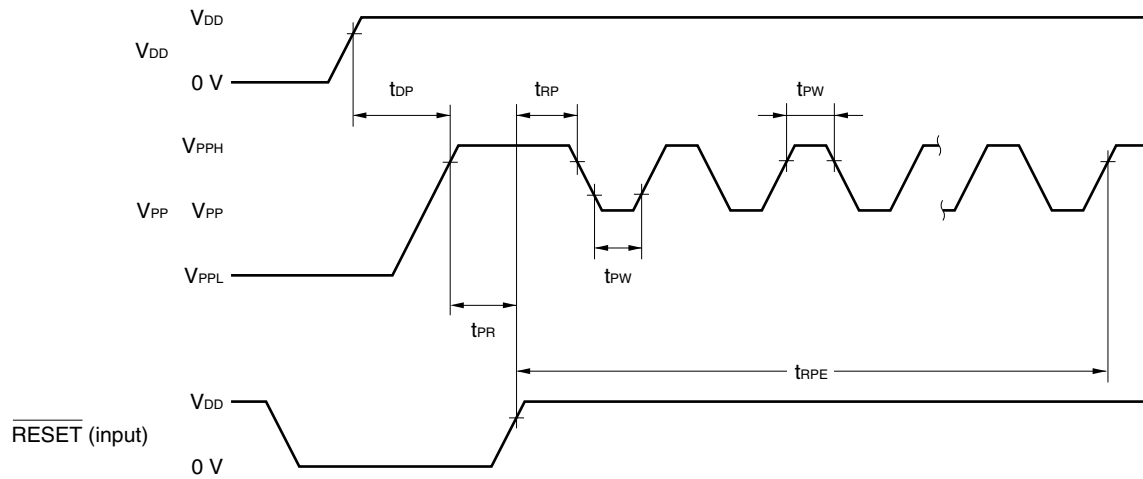 VDD
VDD
0 V
tDP
tRP
tPW
VPPH
VPP VPP
tPW
VPPL
tPR
tRPE
VDD
RESET (input)
0 V